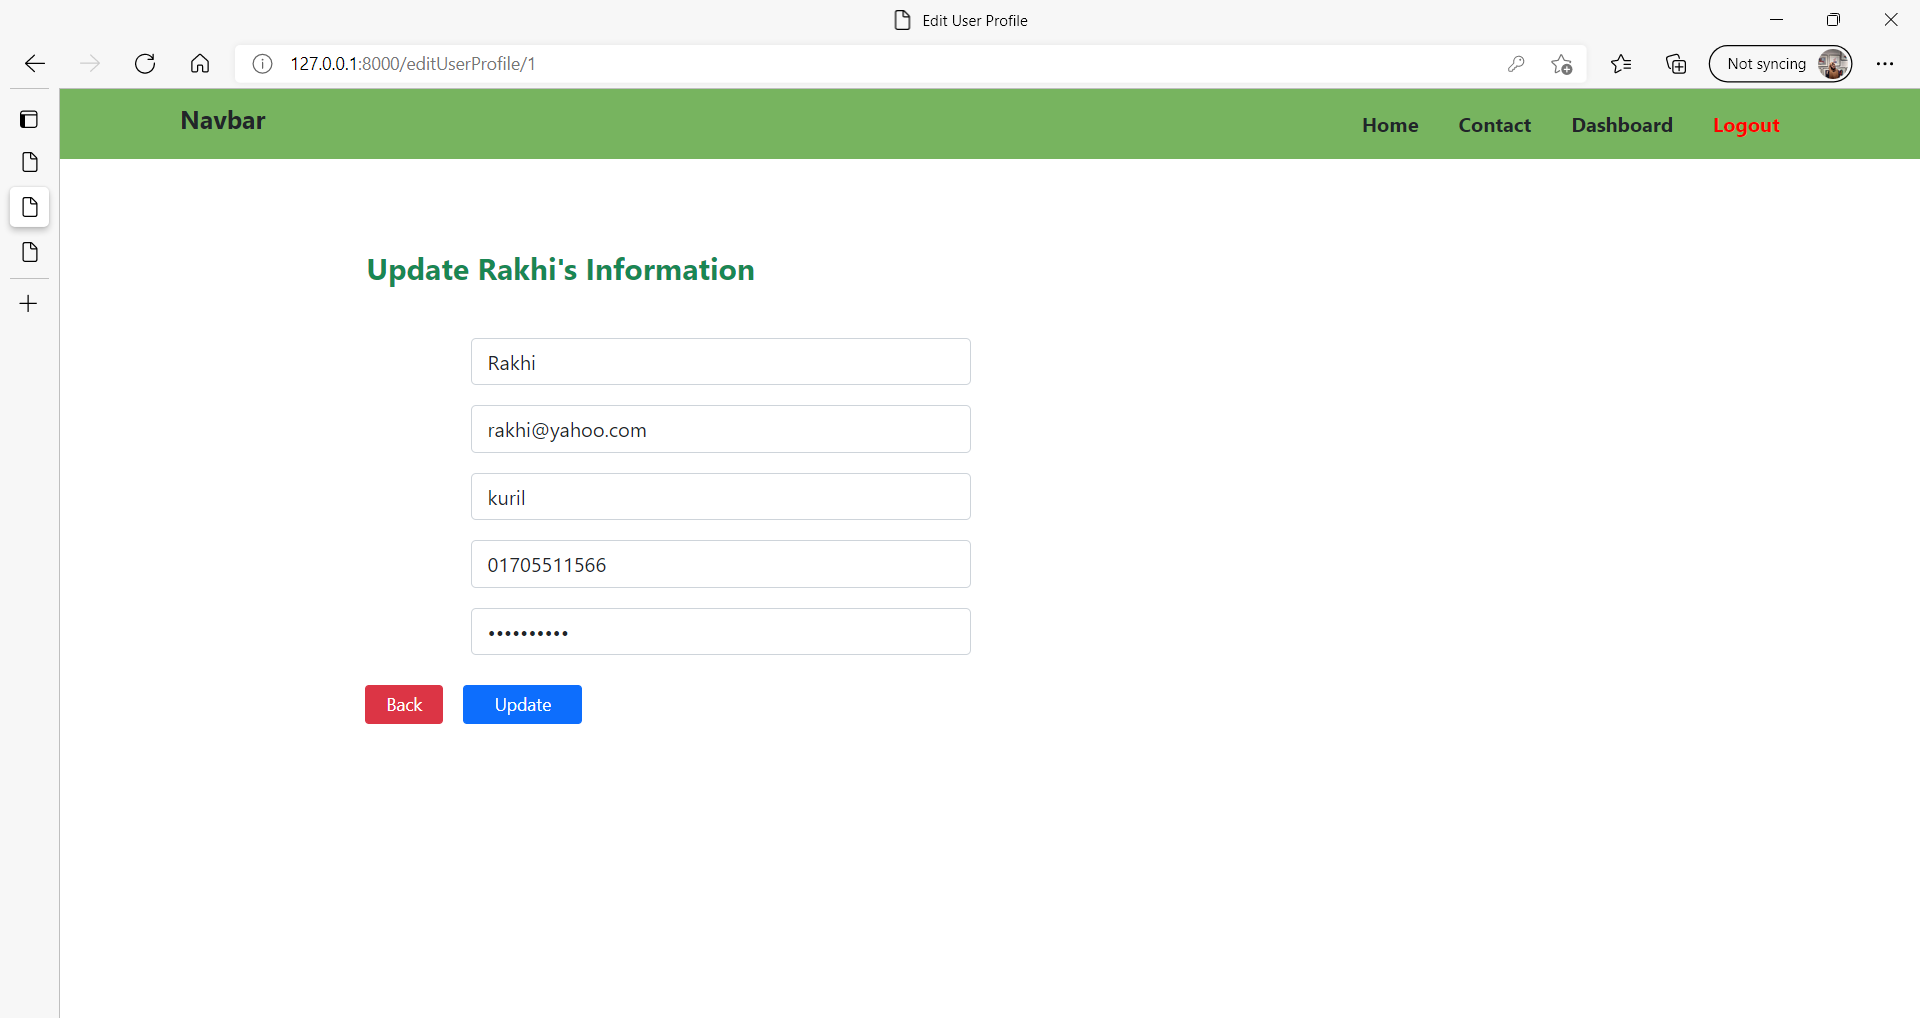 Edit User Profile
127.0.0.1:8000/editUserProfile/1
Not syncing
Navbar
Home Contact Dashboard Logout
Update Rakhi's Information
Rakhi
rakhi@yahoo.com
kuril
01705511566
••••••••••
Back Update